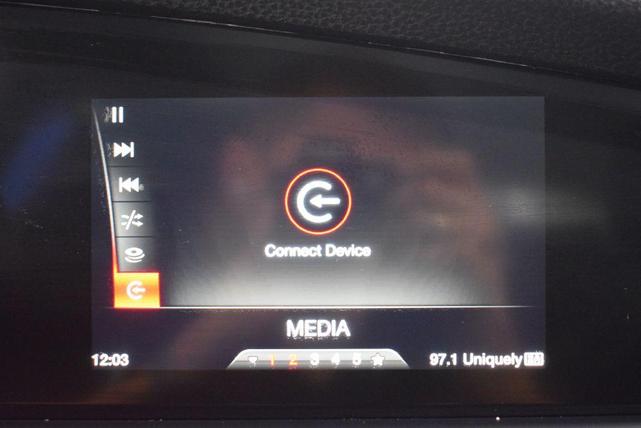 Connect Device
MEDIA
12:03 1 2 3 4 5 97.1 Uniquely